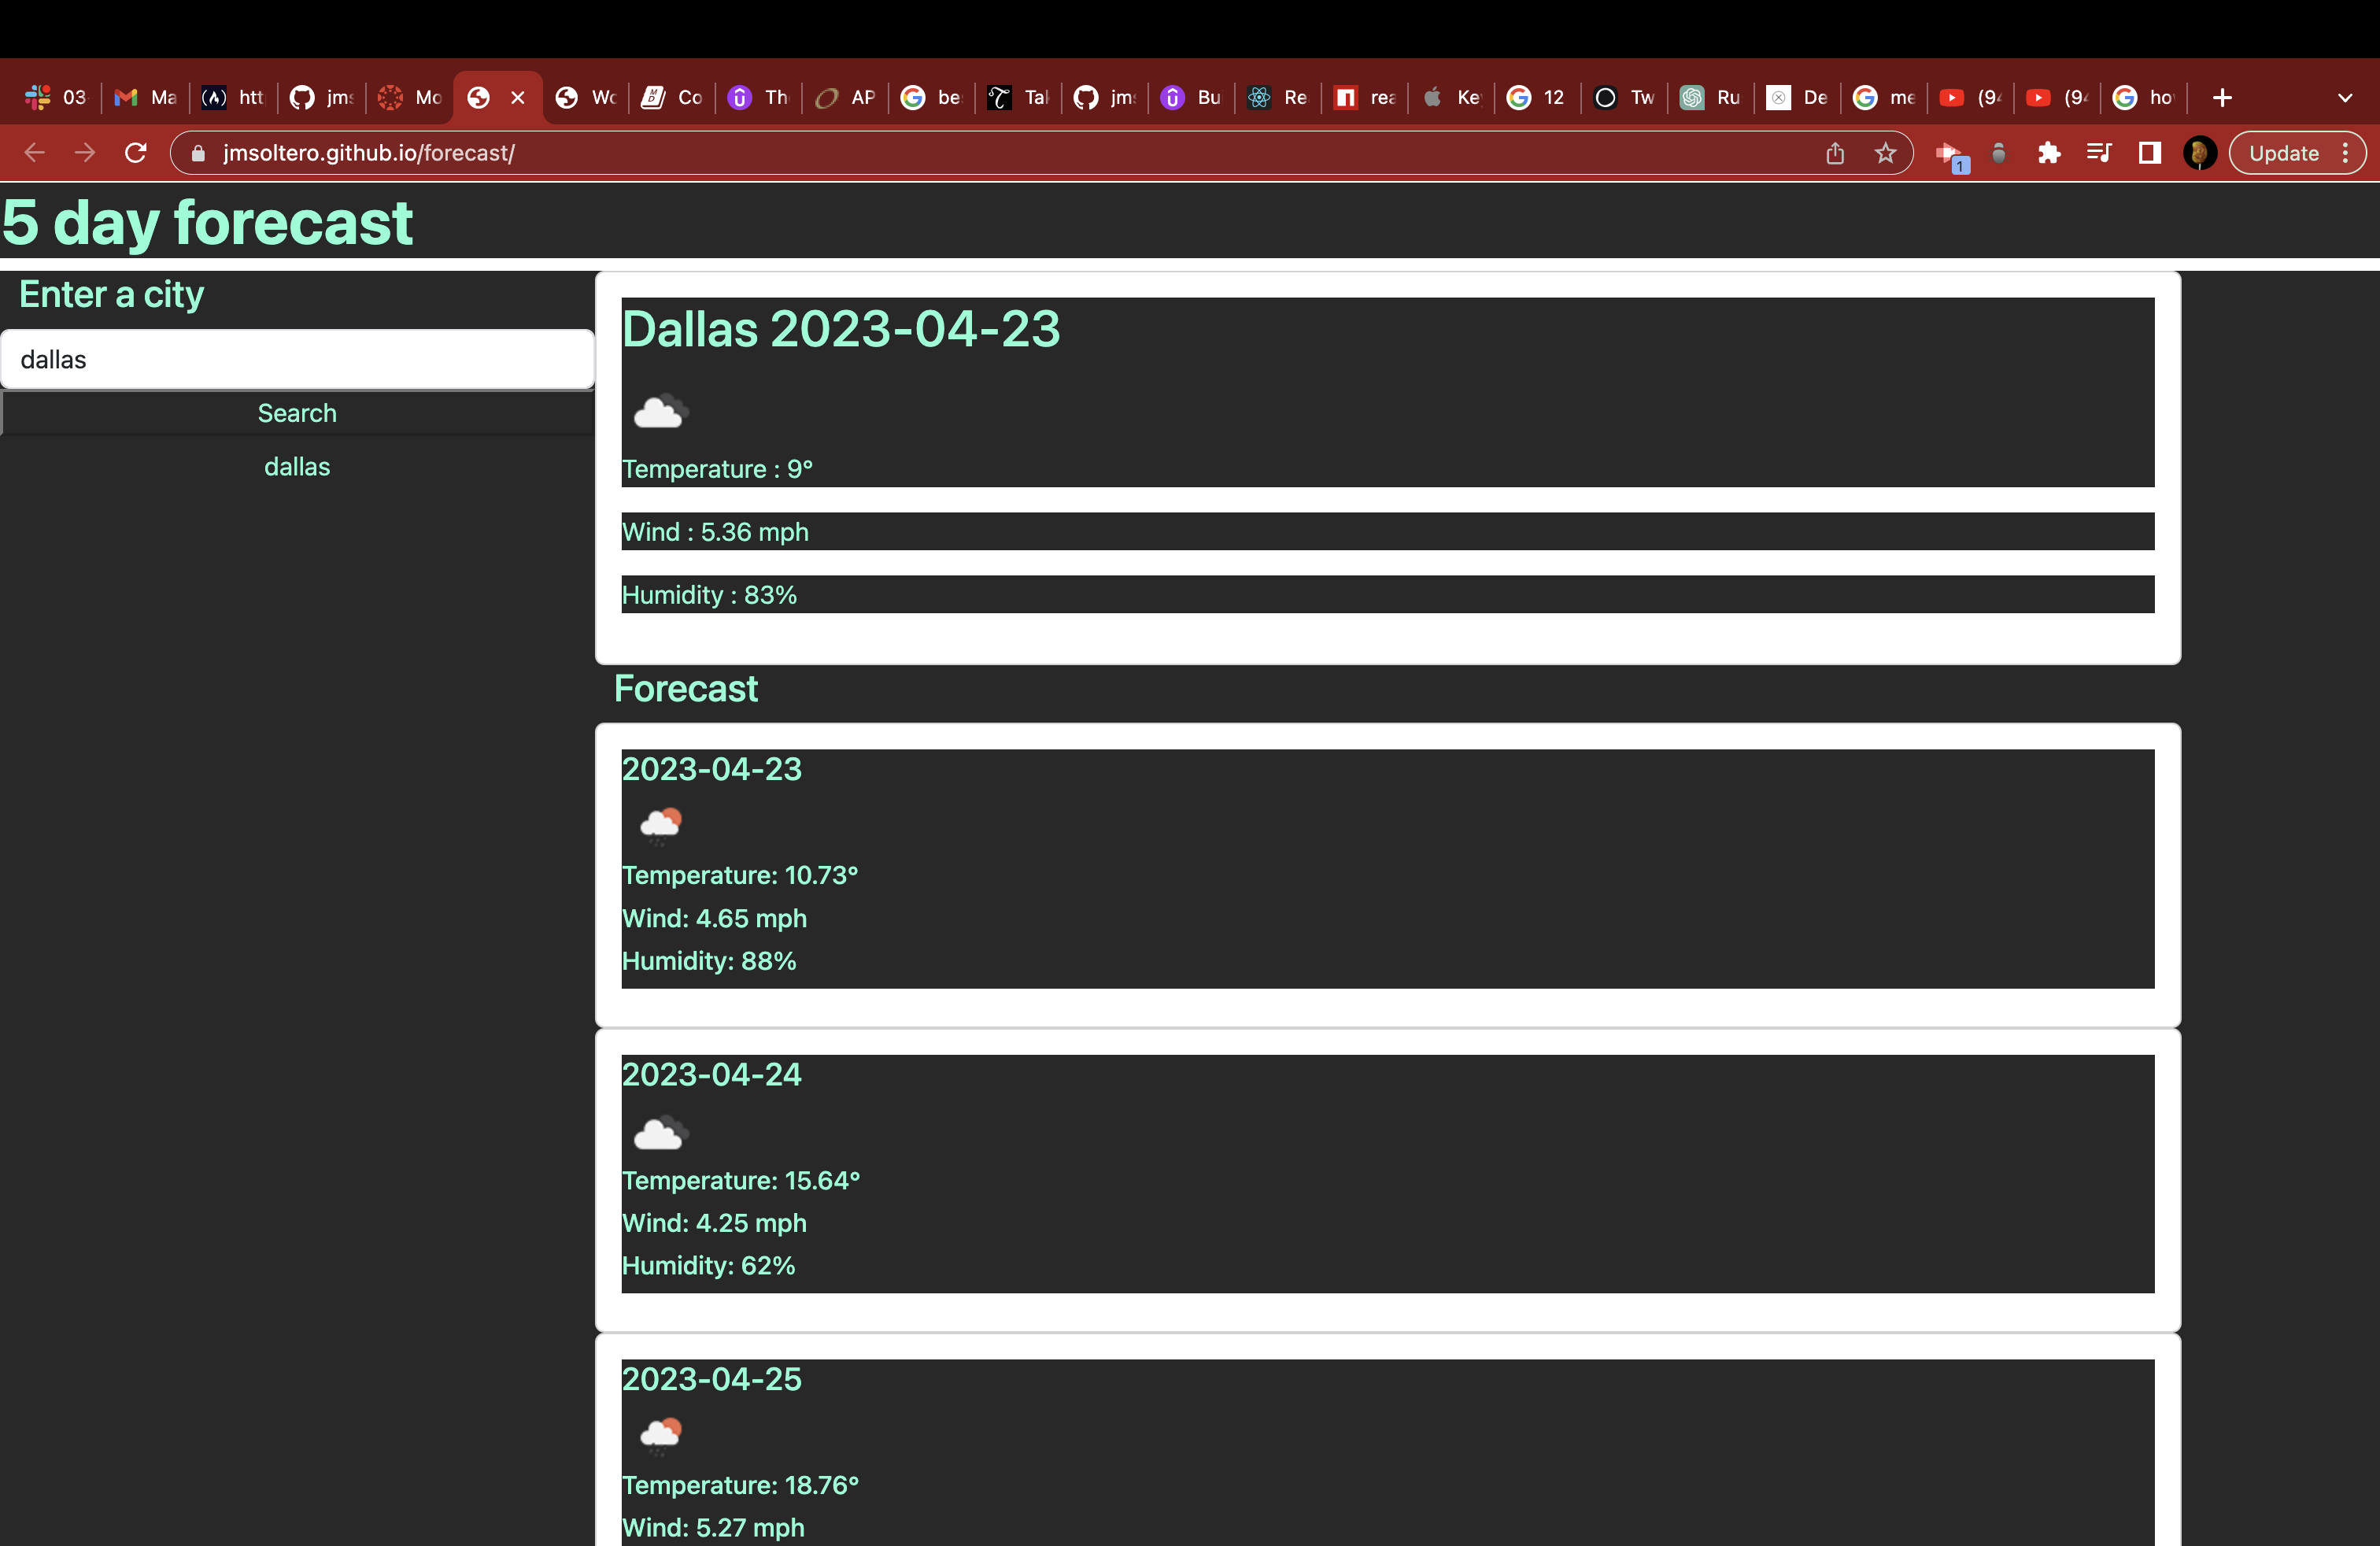 03
Ma
htt
jms
Mo
Wo
Co
Th
AP
be
Tal
jm
Bu
Re
rea
Ke
12
Tw
Ru
De
me
(9
(9
ho
jmsoltero.github.io/forecast/
1
Update
5 day forecast
Enter a city
dallas
Search
dallas
Dallas 2023-04-23
Temperature : 9°
Wind : 5.36 mph
Humidity : 83%
Forecast
2023-04-23
Temperature: 10.73°
Wind: 4.65 mph
Humidity: 88%
2023-04-24
Temperature: 15.64°
Wind: 4.25 mph
Humidity: 62%
2023-04-25
Temperature: 18.76°
Wind: 5.27 mph